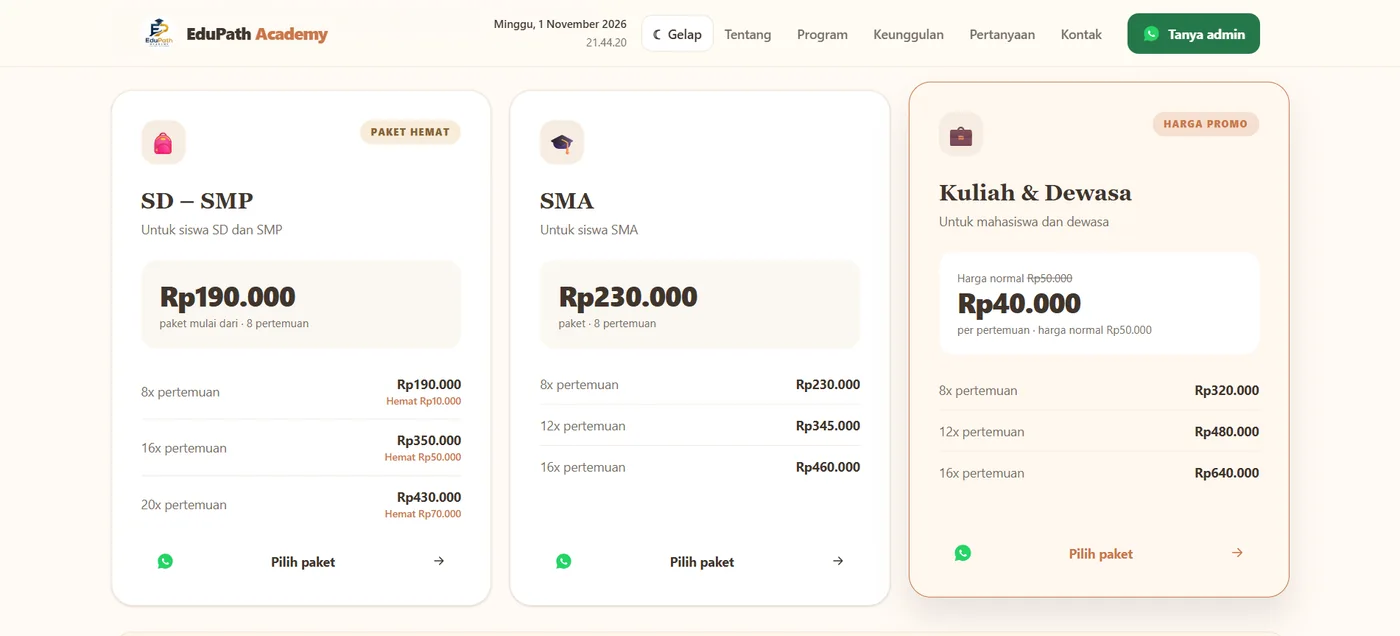 EduPath
EduPath Academy
Minggu, 1 November 2026
21.44.20
Gelap
Tentang
Program
Keunggulan
Pertanyaan
Kontak
Tanya admin
PAKET HEMAT
SD – SMP
Untuk siswa SD dan SMP
Rp190.000
paket mulai dari · 8 pertemuan
8x pertemuan
Rp190.000
Hemat Rp10.000
16x pertemuan
Rp350.000
Hemat Rp50.000
20x pertemuan
Rp430.000
Hemat Rp70.000
Pilih paket →
SMA
Untuk siswa SMA
Rp230.000
paket · 8 pertemuan
8x pertemuan
Rp230.000
12x pertemuan
Rp345.000
16x pertemuan
Rp460.000
Pilih paket →
HARGA PROMO
Kuliah & Dewasa
Untuk mahasiswa dan dewasa
Harga normal Rp50.000
Rp40.000
per pertemuan · harga normal Rp50.000
8x pertemuan
Rp320.000
12x pertemuan
Rp480.000
16x pertemuan
Rp640.000
Pilih paket →